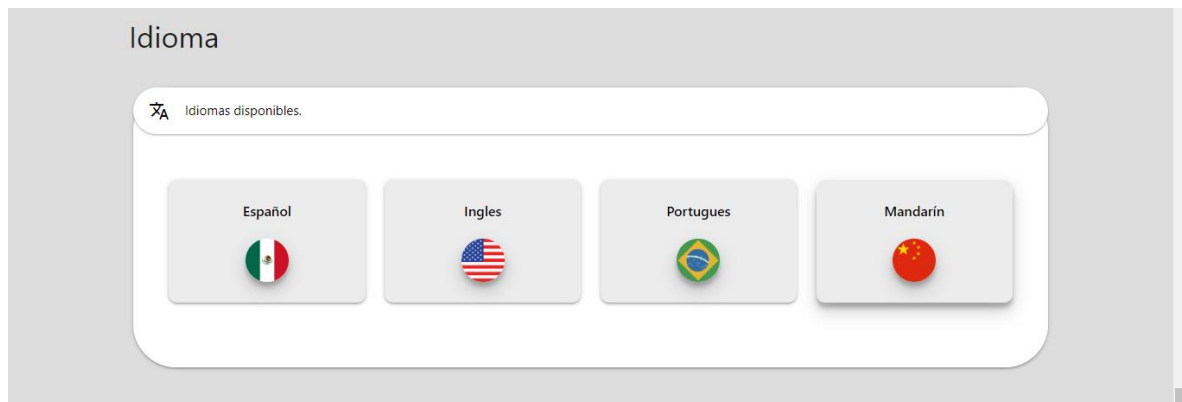 Idioma
Idiomas disponibles.
Español
Ingles
Portugues
Mandarín